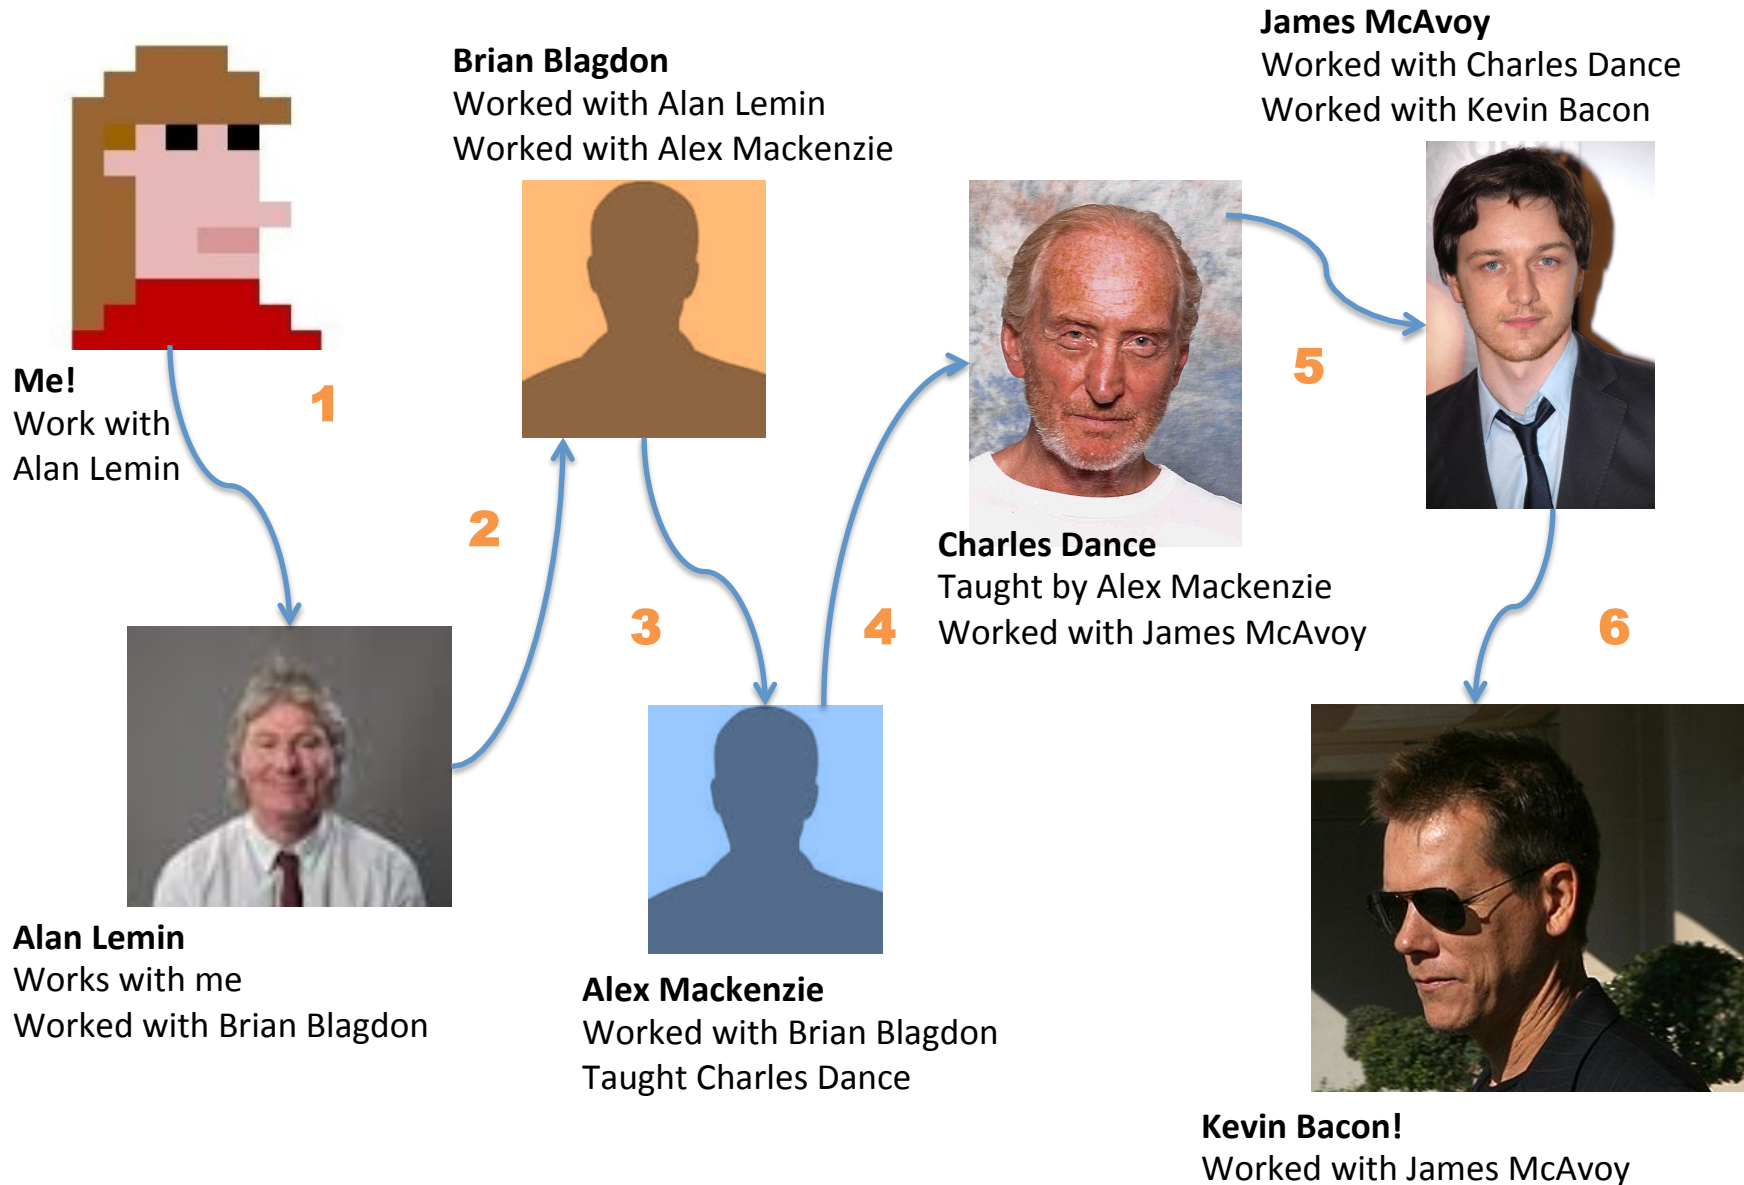 Me!
Work with
Alan Lemin
1
Alan Lemin
Works with me
Worked with Brian Blagdon
2
Brian Blagdon
Worked with Alan Lemin
Worked with Alex Mackenzie
3
Alex Mackenzie
Worked with Brian Blagdon
Taught Charles Dance
4
Charles Dance
Taught by Alex Mackenzie
Worked with James McAvoy
5
James McAvoy
Worked with Charles Dance
Worked with Kevin Bacon
6
Kevin Bacon!
Worked with James McAvoy